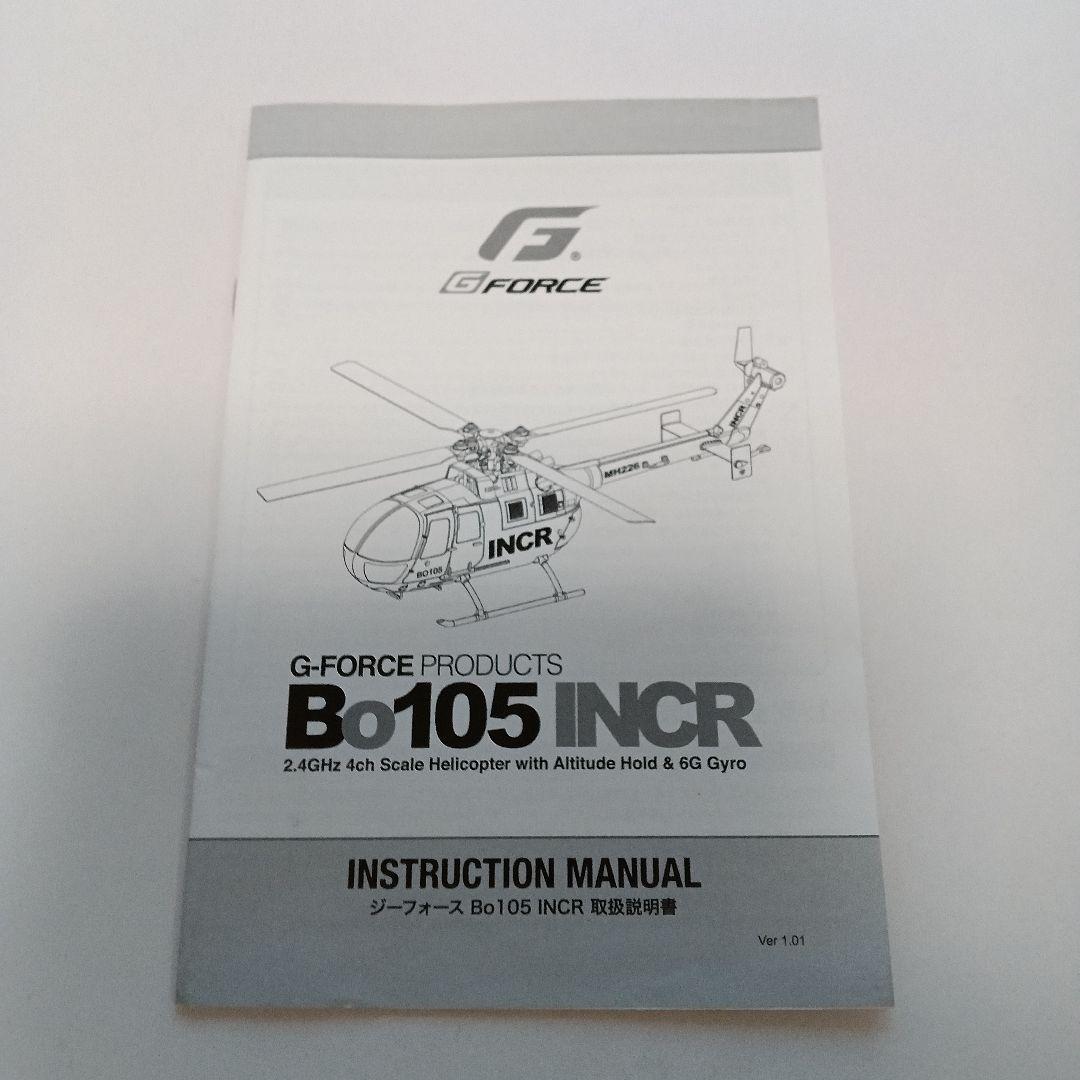 G FORCE
INCR
MH226
INCR
BO105
G-FORCE PRODUCTS
Bo105 INCR
2.4GHz 4ch Scale Helicopter with Altitude Hold & 6G Gyro
INSTRUCTION MANUAL
ジーフォース Bo105 INCR 取扱説明書
Ver 1.01